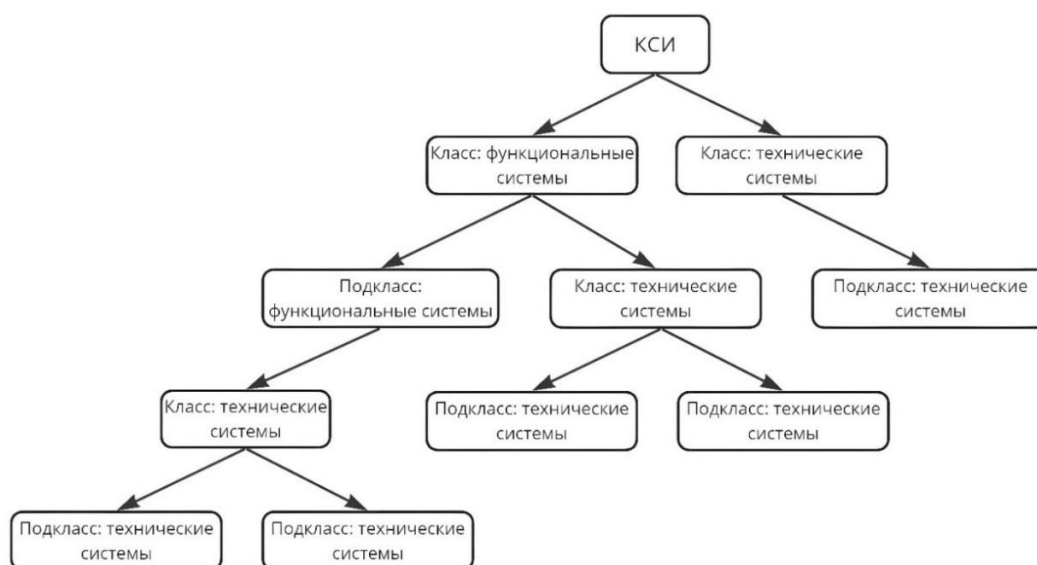 КСИ
Класс: функциональные
системы
Класс: технические
системы
Подкласс:
функциональные системы
Класс: технические
системы
Подкласс: технические
системы
Класс: технические
системы
Подкласс: технические
системы
Подкласс: технические
системы
Подкласс: технические
системы
Подкласс: технические
системы